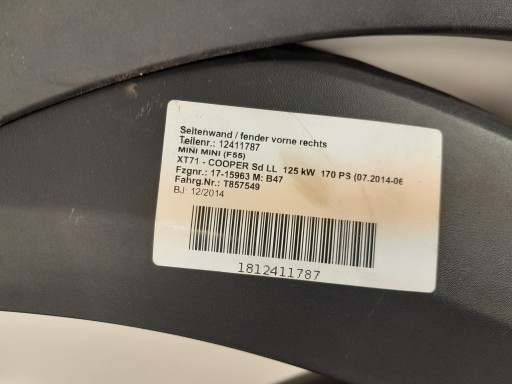 Seitenwand / fender vorne rechts
Teilenr.: 12411787
MINI MINI (F55)
XT71 - COOPER Sd LL 125 kW 170 PS (07.2014-06
Fzgnr.: 17-15963 M: B47
Fahrg.Nr.: T857549
BJ: 12/2014
1812411787